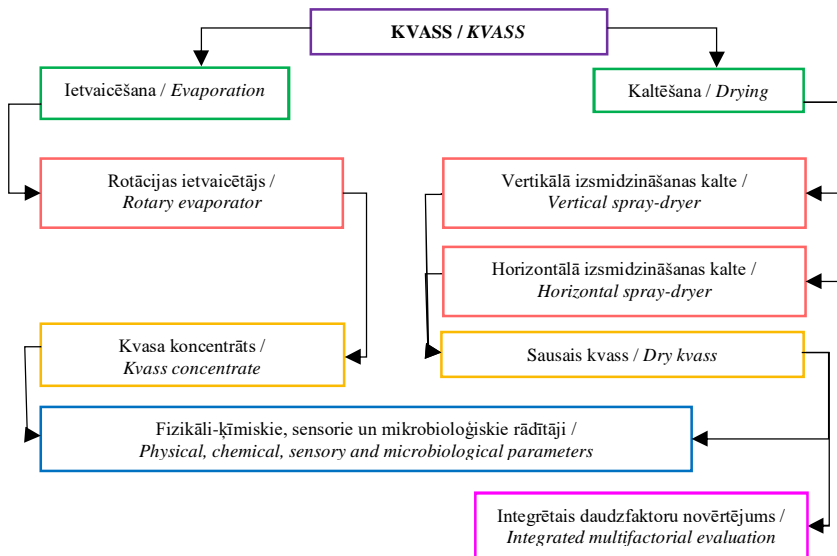 KVASS / KVASS
Ietvaicēšana / Evaporation
Kaltēšana / Drying
Rotācijas ietvaicētājs /
Rotary evaporator
Vertikālā izsmidzināšanas kalte /
Vertical spray-dryer
Horizontālā izsmidzināšanas kalte /
Horizontal spray-dryer
Kvasa koncentrāts /
Kvass concentrate
Sausais kvass / Dry kvass
Fizikāli-ķīmiskie, sensorie un mikrobioloģiskie rādītāji /
Physical, chemical, sensory and microbiological parameters
Integrētais daudzfaktoru novērtējums /
Integrated multifactorial evaluation